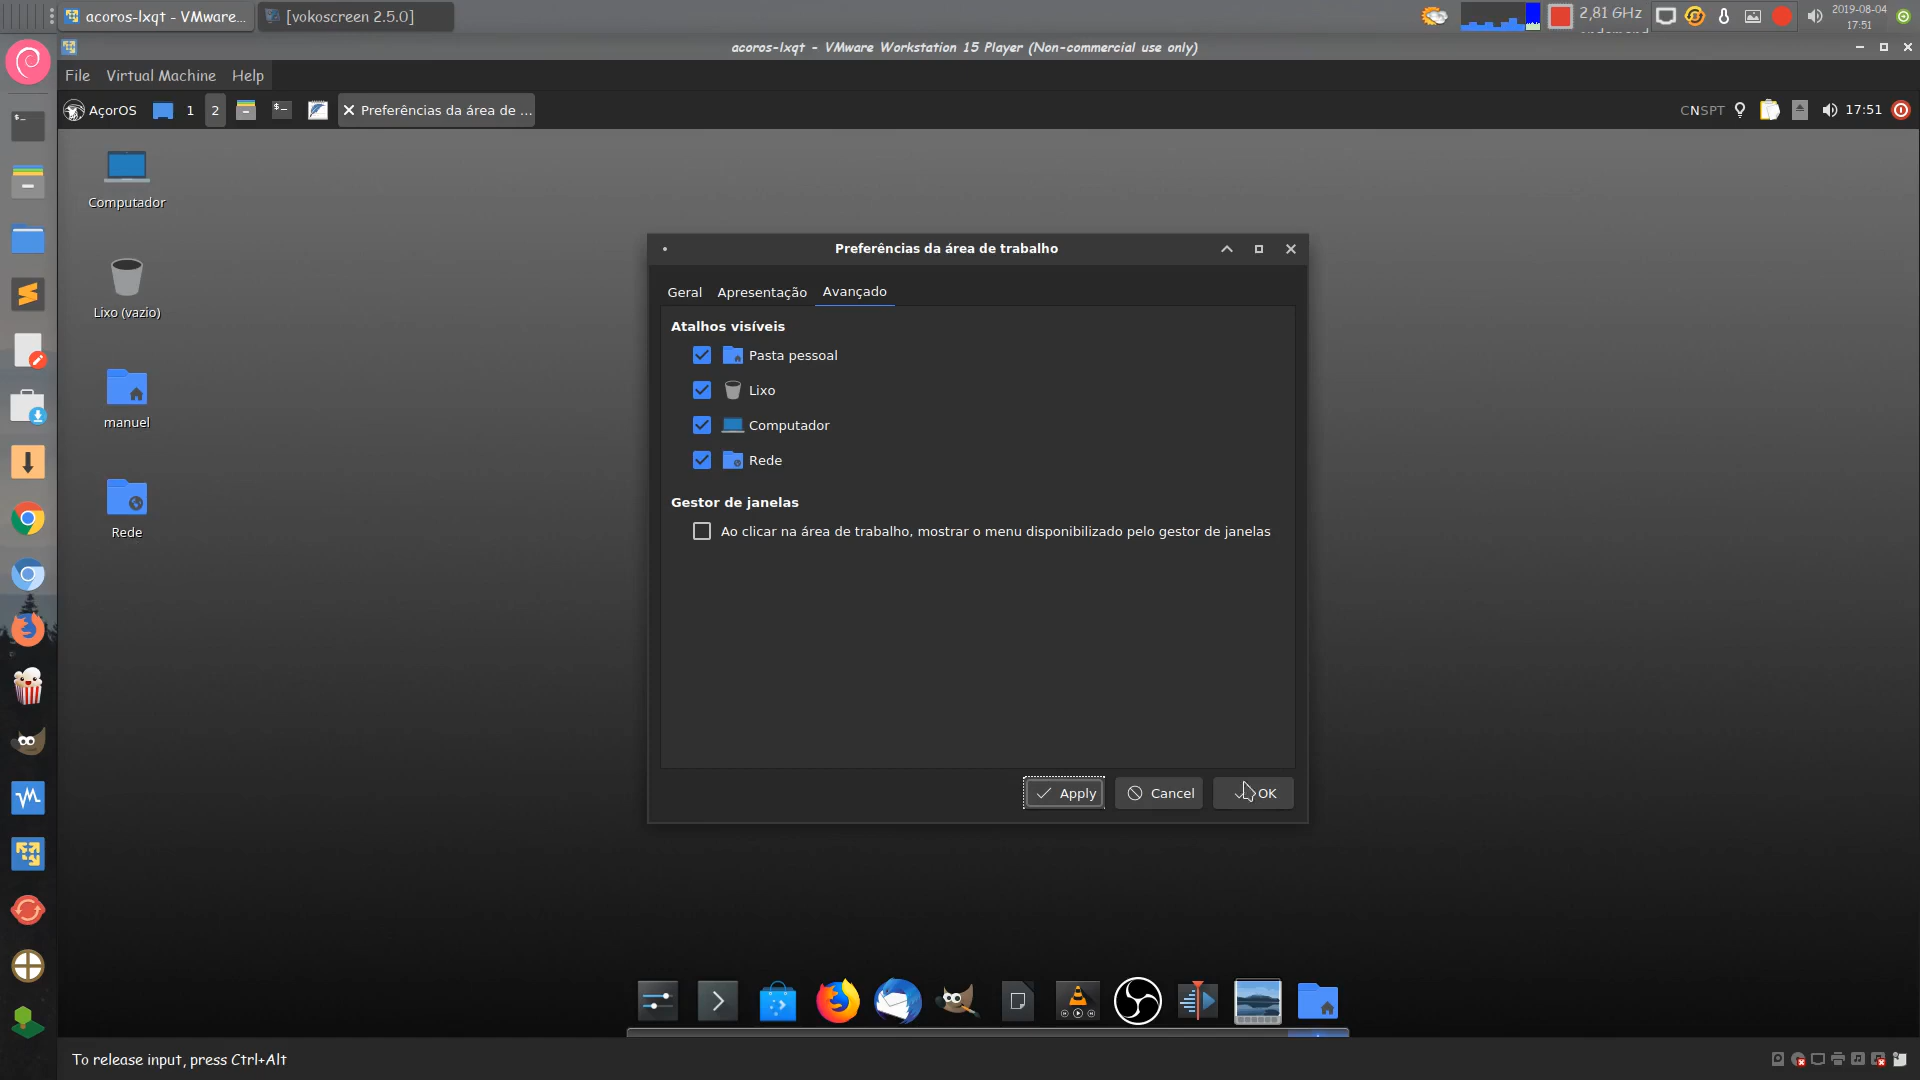 acoros-lxqt - VMware...
[vokoscreen 2.5.0]
2,81 GHz
2019-08-04
17:51
acoros-lxqt - VMware Workstation 15 Player (Non-commercial use only)
File Virtual Machine Help
AçorOS 1 2 Preferências da área de ...
CNSPT 17:51
Computador
Lixo (vazio)
manuel
Rede
Preferências da área de trabalho
Geral Apresentação Avançado
Atalhos visíveis
Pasta pessoal
Lixo
Computador
Rede
Gestor de janelas
Ao clicar na área de trabalho, mostrar o menu disponibilizado pelo gestor de janelas
Apply Cancel OK
To release input, press Ctrl+Alt